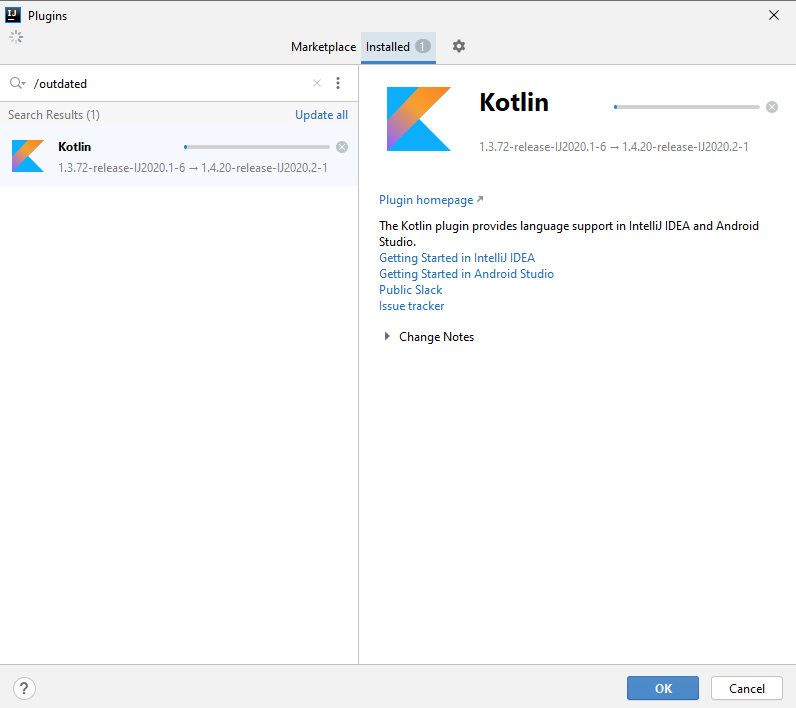 Plugins
Marketplace
Installed 1
/outdated
Search Results (1)
Update all
Kotlin
1.3.72-release-IJ2020.1-6 → 1.4.20-release-IJ2020.2-1
Kotlin
1.3.72-release-IJ2020.1-6 → 1.4.20-release-IJ2020.2-1
Plugin homepage ↗
The Kotlin plugin provides language support in IntelliJ IDEA and Android
Studio.
Getting Started in IntelliJ IDEA
Getting Started in Android Studio
Public Slack
Issue tracker
Change Notes
?
OK
Cancel